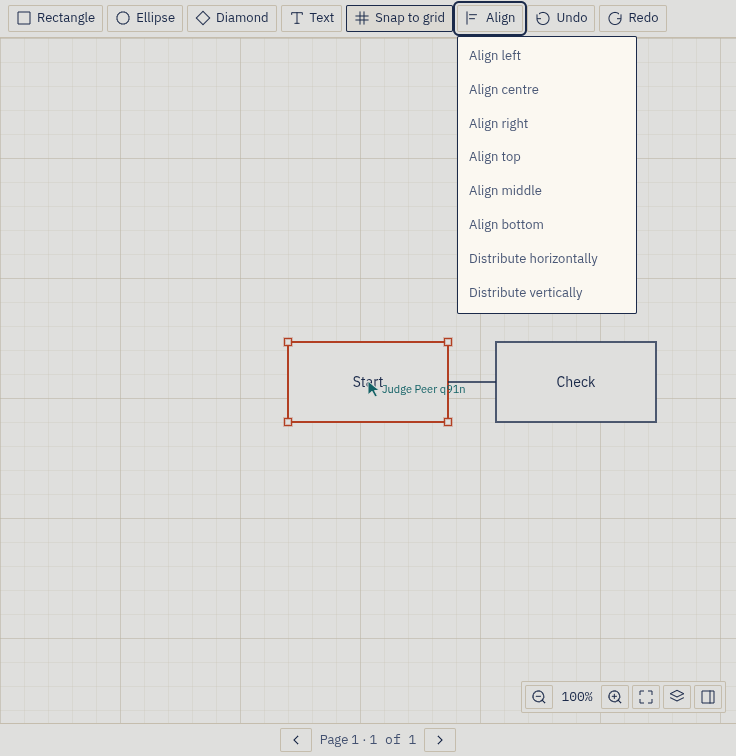 Rectangle Ellipse Diamond Text Snap to grid Align Undo Redo
Align left
Align centre
Align right
Align top
Align middle
Align bottom
Distribute horizontally
Distribute vertically
Start Check
Judge Peer q91n
100%
Page 1 · 1 of 1